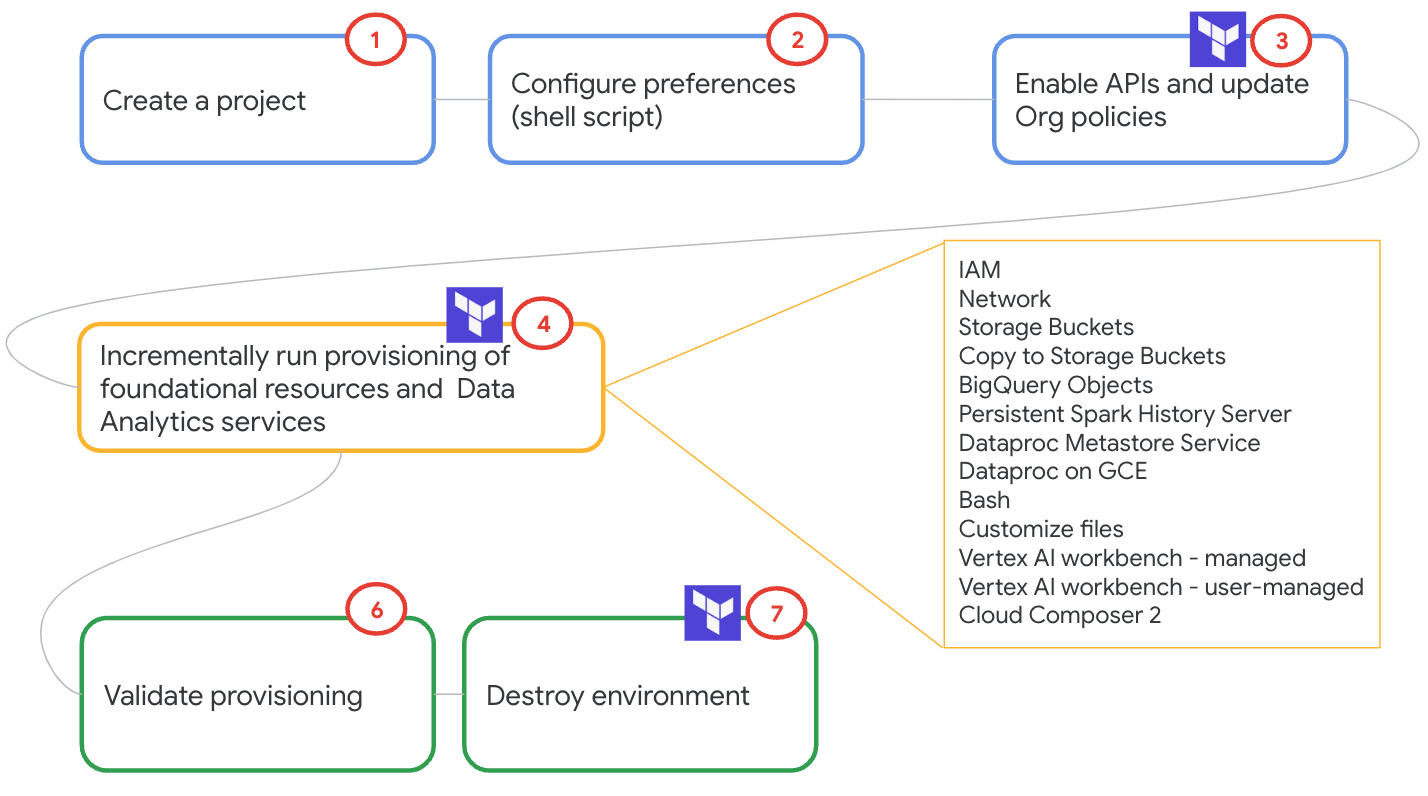 1
Create a project
2
Configure preferences
(shell script)
3
Enable APIs and update
Org policies
4
Incrementally run provisioning of
foundational resources and  Data
Analytics services
IAM
Network
Storage Buckets
Copy to Storage Buckets
BigQuery Objects
Persistent Spark History Server
Dataproc Metastore Service
Dataproc on GCE
Bash
Customize files
Vertex AI workbench - managed
Vertex AI workbench - user-managed
Cloud Composer 2
6
Validate provisioning
7
Destroy environment